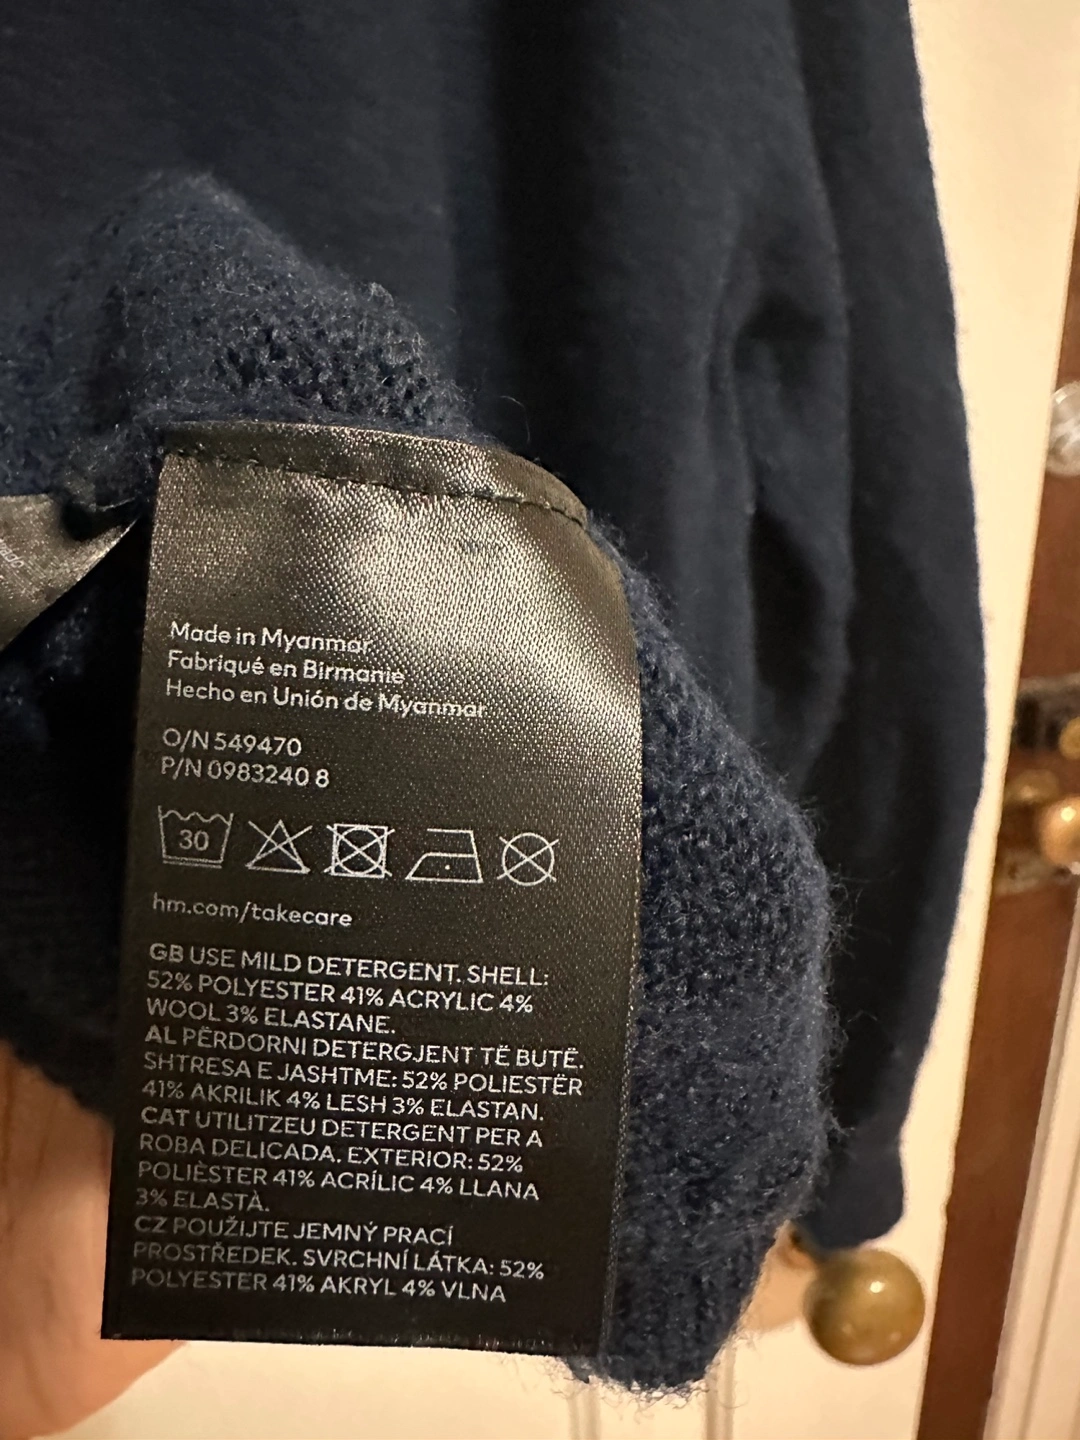 Made in Myanmar
Fabriqué en Birmanie
Hecho en Unión de Myanmar
O/N 549470
P/N 0983240 8
30
hm.com/takecare
GB USE MILD DETERGENT. SHELL:
52% POLYESTER 41% ACRYLIC 4%
WOOL 3% ELASTANE.
AL PËRDORNI DETERGJENT TË BUTË.
SHTRESA E JASHTME: 52% POLIESTËR
41% AKRILIK 4% LESH 3% ELASTAN.
CAT UTILITZEU DETERGENT PER A
ROBA DELICADA. EXTERIOR: 52%
POLIÈSTER 41% ACRÍLIC 4% LLANA
3% ELASTÀ.
CZ POUŽIJTE JEMNÝ PRACÍ
PROSTŘEDEK. SVRCHNÍ LÁTKA: 52%
POLYESTER 41% AKRYL 4% VLNA